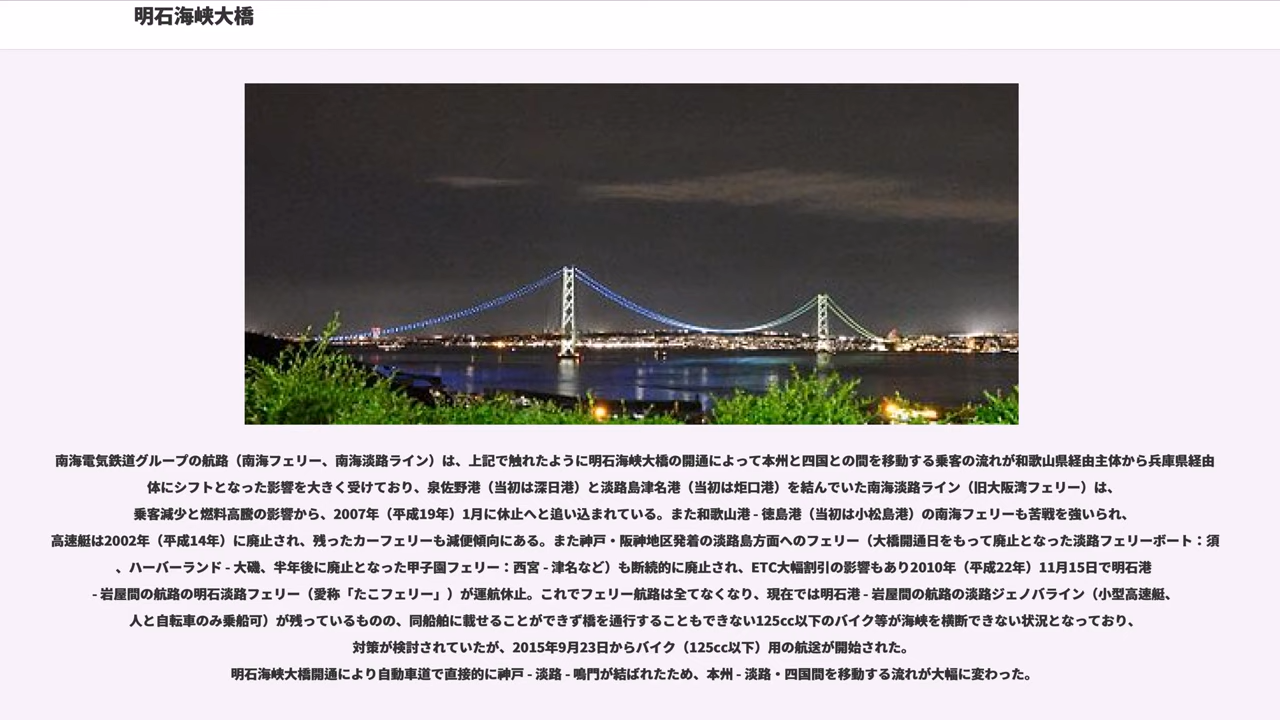 明石海峡大橋
南海電気鉄道グループの航路（南海フェリー、南海淡路ライン）は、上記で触れたように明石海峡大橋の開通によって本州と四国との間を移動する乗客の流れが和歌山県経由主体から兵庫県経由
体にシフトとなった影響を大きく受けており、泉佐野港（当初は深日港）と淡路島津名港（当初は炬口港）を結んでいた南海淡路ライン（旧大阪湾フェリー）は、
乗客減少と燃料高騰の影響から、2007年（平成19年）1月に休止へと追い込まれている。また和歌山港 - 徳島港（当初は小松島港）の南海フェリーも苦戦を強いられ、
高速艇は2002年（平成14年）に廃止され、残ったカーフェリーも減便傾向にある。また神戸・阪神地区発着の淡路島方面へのフェリー（大橋開通日をもって廃止となった淡路フェリーボート：須
、ハーバーランド - 大磯、半年後に廃止となった甲子園フェリー：西宮 - 津名など）も断続的に廃止され、ETC大幅割引の影響もあり2010年（平成22年）11月15日で明石港
- 岩屋間の航路の明石淡路フェリー（愛称「たこフェリー」）が運航休止。これでフェリー航路は全てなくなり、現在では明石港 - 岩屋間の航路の淡路ジェノバライン（小型高速艇、
人と自転車のみ乗船可）が残っているものの、同船舶に載せることができず橋を通行することもできない125cc以下のバイク等が海峡を横断できない状況となっており、
対策が検討されていたが、2015年9月23日からバイク（125cc以下）用の航送が開始された。
明石海峡大橋開通により自動車道で直接的に神戸 - 淡路 - 鳴門が結ばれたため、本州 - 淡路・四国間を移動する流れが大幅に変わった。